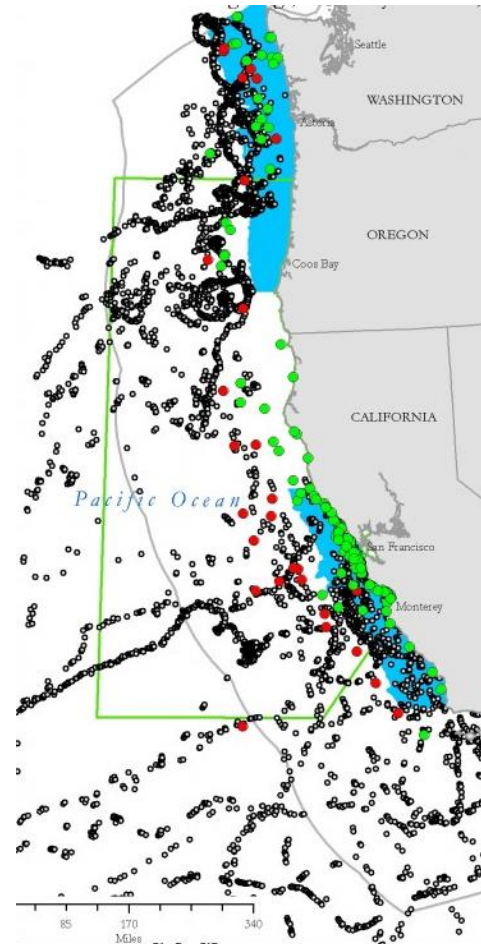 Seattle
WASHINGTON
Astoria
OREGON
Coos Bay
CALIFORNIA
Pacific Ocean
San Francisco
Monterey
85 170 340
Miles